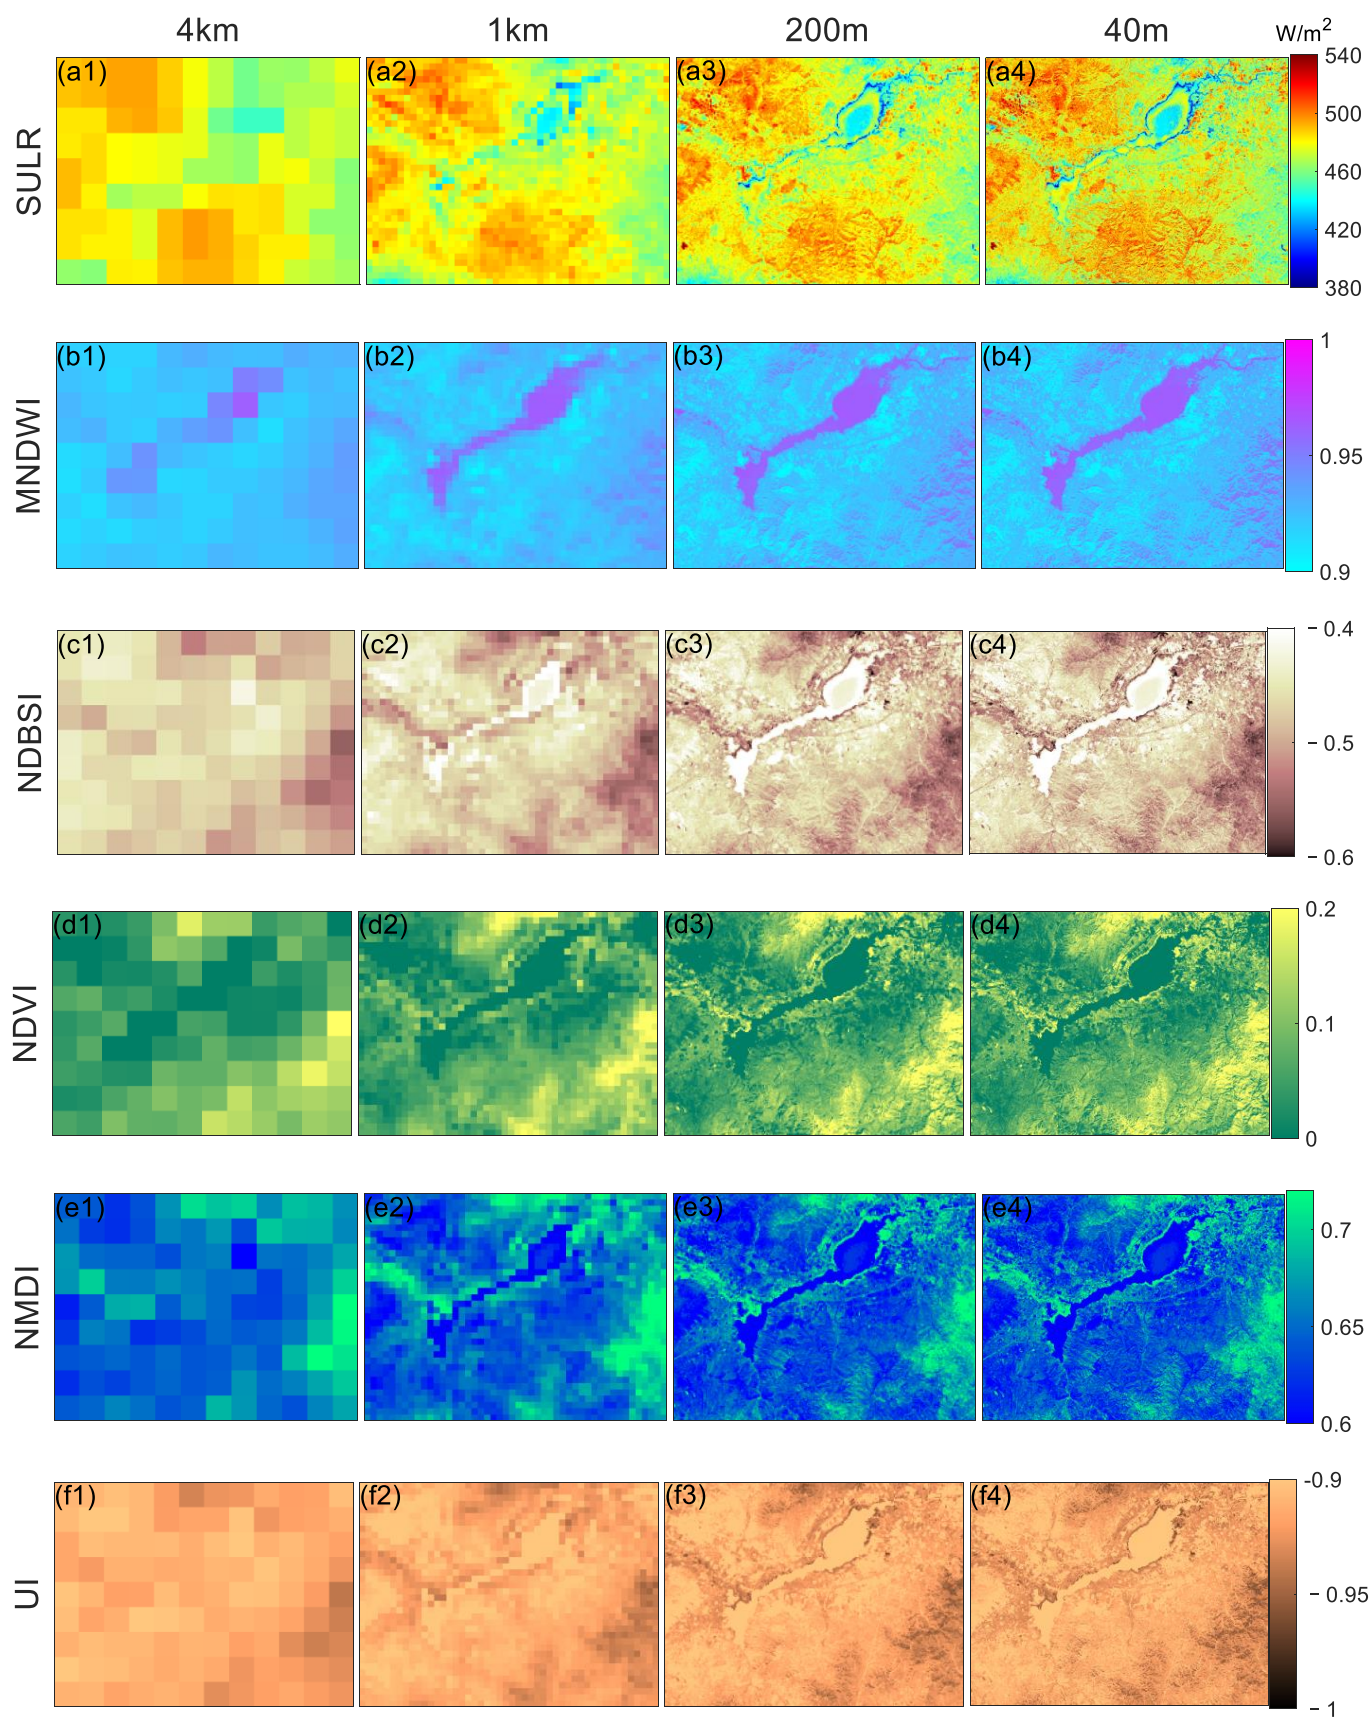 4km 1km 200m 40m W/m²
SULR (a1) (a2) (a3) (a4) 540
500
460
420
380
MNDWI (b1) (b2) (b3) (b4) 1
0.95
0.9
NDBSI (c1) (c2) (c3) (c4) −0.4
−0.5
−0.6
NDVI (d1) (d2) (d3) (d4) 0.2
0.1
0
NMDI (e1) (e2) (e3) (e4) 0.7
0.65
0.6
UI (f1) (f2) (f3) (f4) -0.9
−0.95
−1